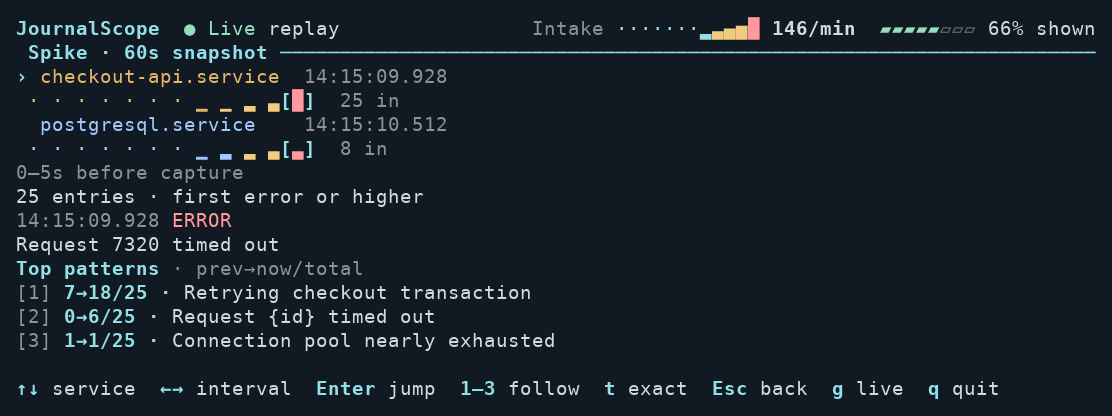 JournalScope ● Live replay Intake ·······▂▃▄▅█ 146/min ▰▰▰▰▰▱▱▱ 66% shown
Spike · 60s snapshot ────────────────────────────────────────────────────────────────────
› checkout-api.service 14:15:09.928
· · · · · · · ▁ ▁ ▂ ▃[█] 25 in
postgresql.service 14:15:10.512
· · · · · · · ▁ ▂ ▂ ▃[▃] 8 in
0–5s before capture
25 entries · first error or higher
14:15:09.928 ERROR
Request 7320 timed out
Top patterns · prev→now/total
[1] 7→18/25 · Retrying checkout transaction
[2] 0→6/25 · Request {id} timed out
[3] 1→1/25 · Connection pool nearly exhausted
↑↓ service ←→ interval Enter jump 1–3 follow t exact Esc back g live q quit